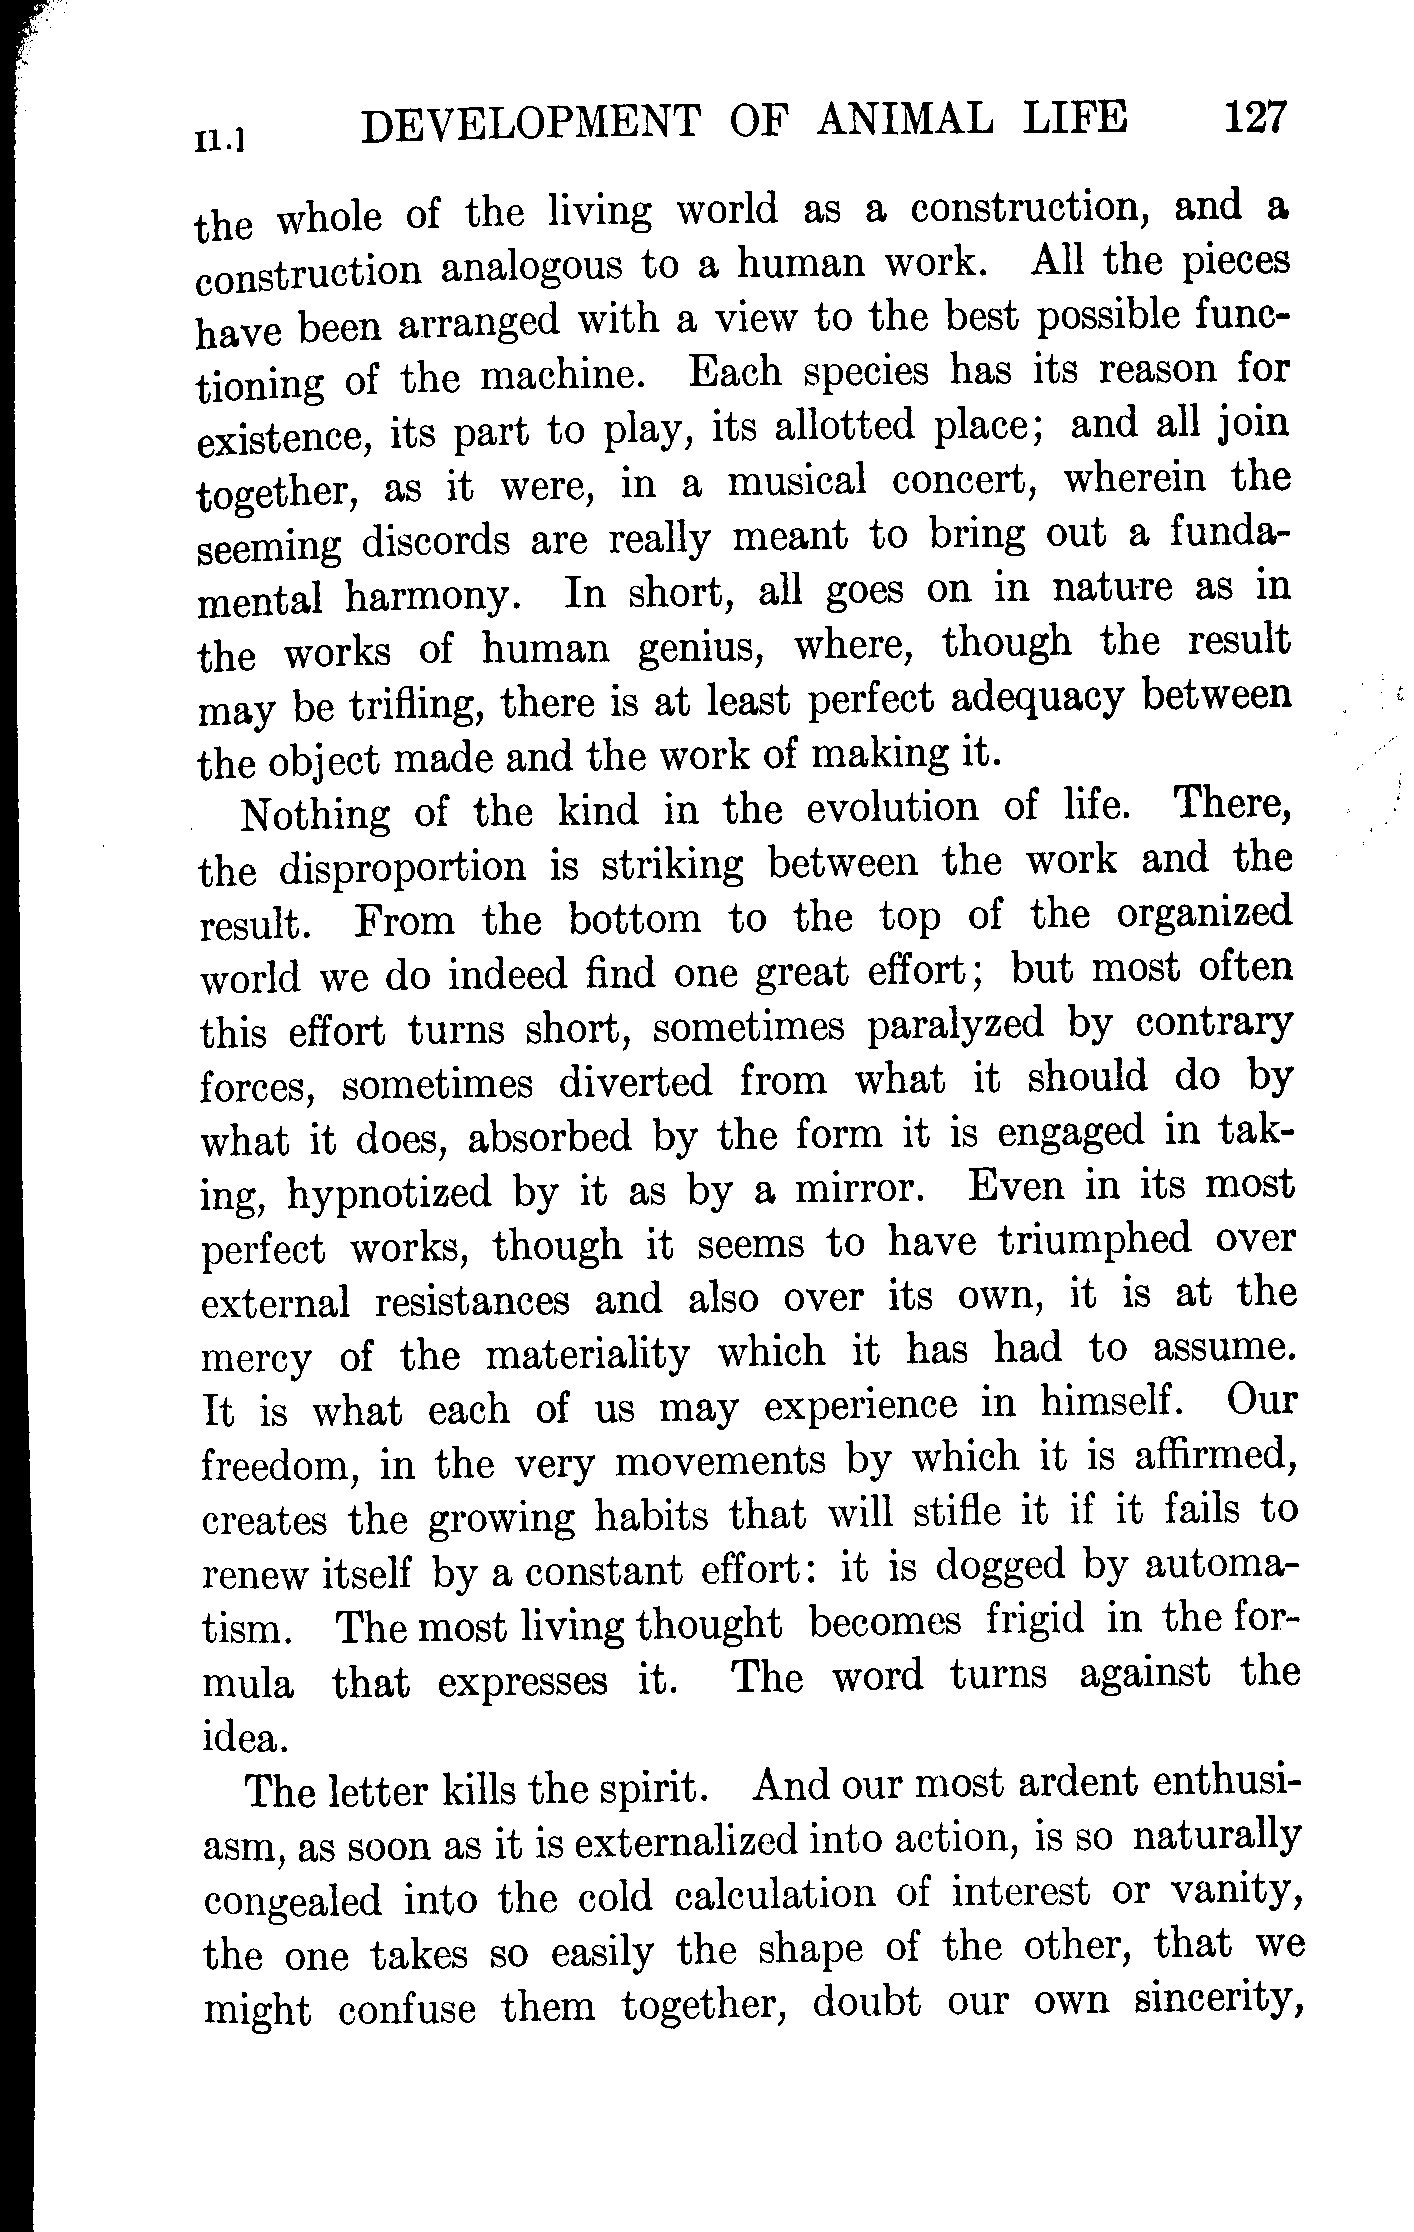 II.] DEVELOPMENT OF ANIMAL LIFE 127
the whole of the living world as a construction, and a
construction analogous to a human work. All the pieces
have been arranged with a view to the best possible func-
tioning of the machine. Each species has its reason for
existence, its part to play, its allotted place; and all join
together, as it were, in a musical concert, wherein the
seeming discords are really meant to bring out a funda-
mental harmony. In short, all goes on in nature as in
the works of human genius, where, though the result
may be trifling, there is at least perfect adequacy between
the object made and the work of making it.
Nothing of the kind in the evolution of life. There,
the disproportion is striking between the work and the
result. From the bottom to the top of the organized
world we do indeed find one great effort; but most often
this effort turns short, sometimes paralyzed by contrary
forces, sometimes diverted from what it should do by
what it does, absorbed by the form it is engaged in tak-
ing, hypnotized by it as by a mirror. Even in its most
perfect works, though it seems to have triumphed over
external resistances and also over its own, it is at the
mercy of the materiality which it has had to assume.
It is what each of us may experience in himself. Our
freedom, in the very movements by which it is affirmed,
creates the growing habits that will stifle it if it fails to
renew itself by a constant effort: it is dogged by automa-
tism. The most living thought becomes frigid in the for-
mula that expresses it. The word turns against the
idea.
The letter kills the spirit. And our most ardent enthusi-
asm, as soon as it is externalized into action, is so naturally
congealed into the cold calculation of interest or vanity,
the one takes so easily the shape of the other, that we
might confuse them together, doubt our own sincerity,